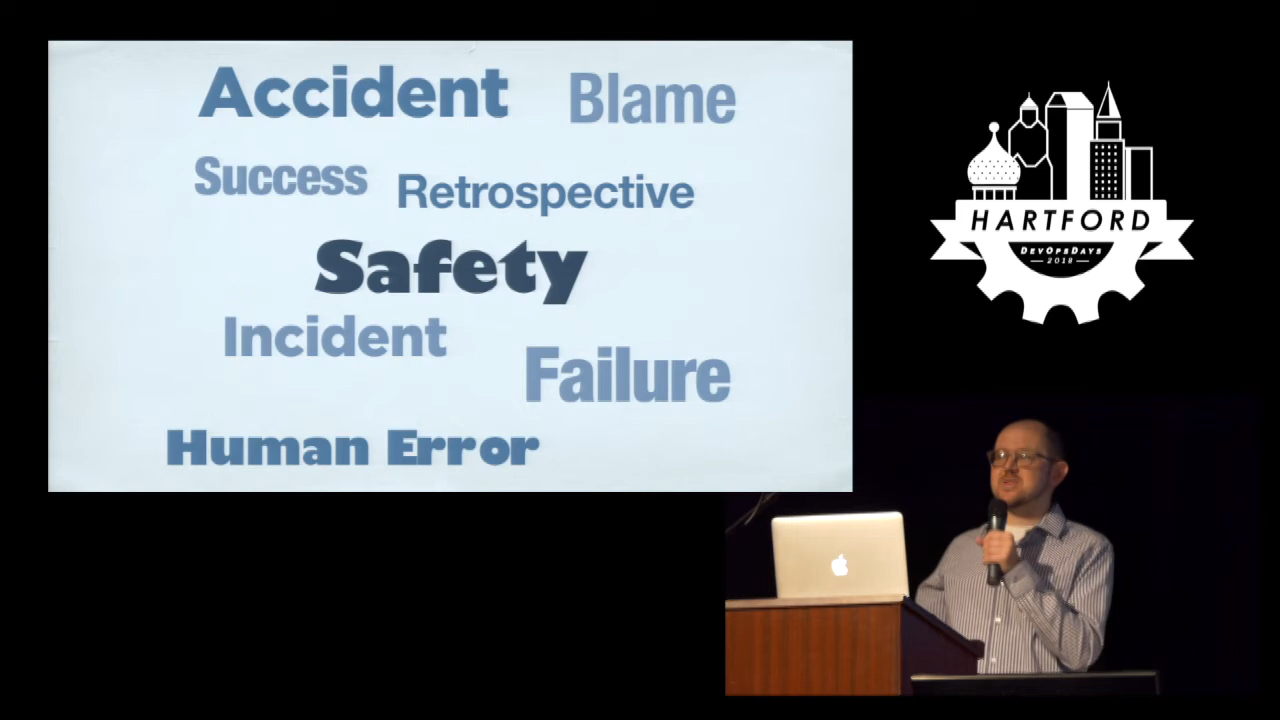 Accident Blame
Success Retrospective
Safety
Incident
Failure
Human Error
HARTFORD
DEVOPSDAYS
2018